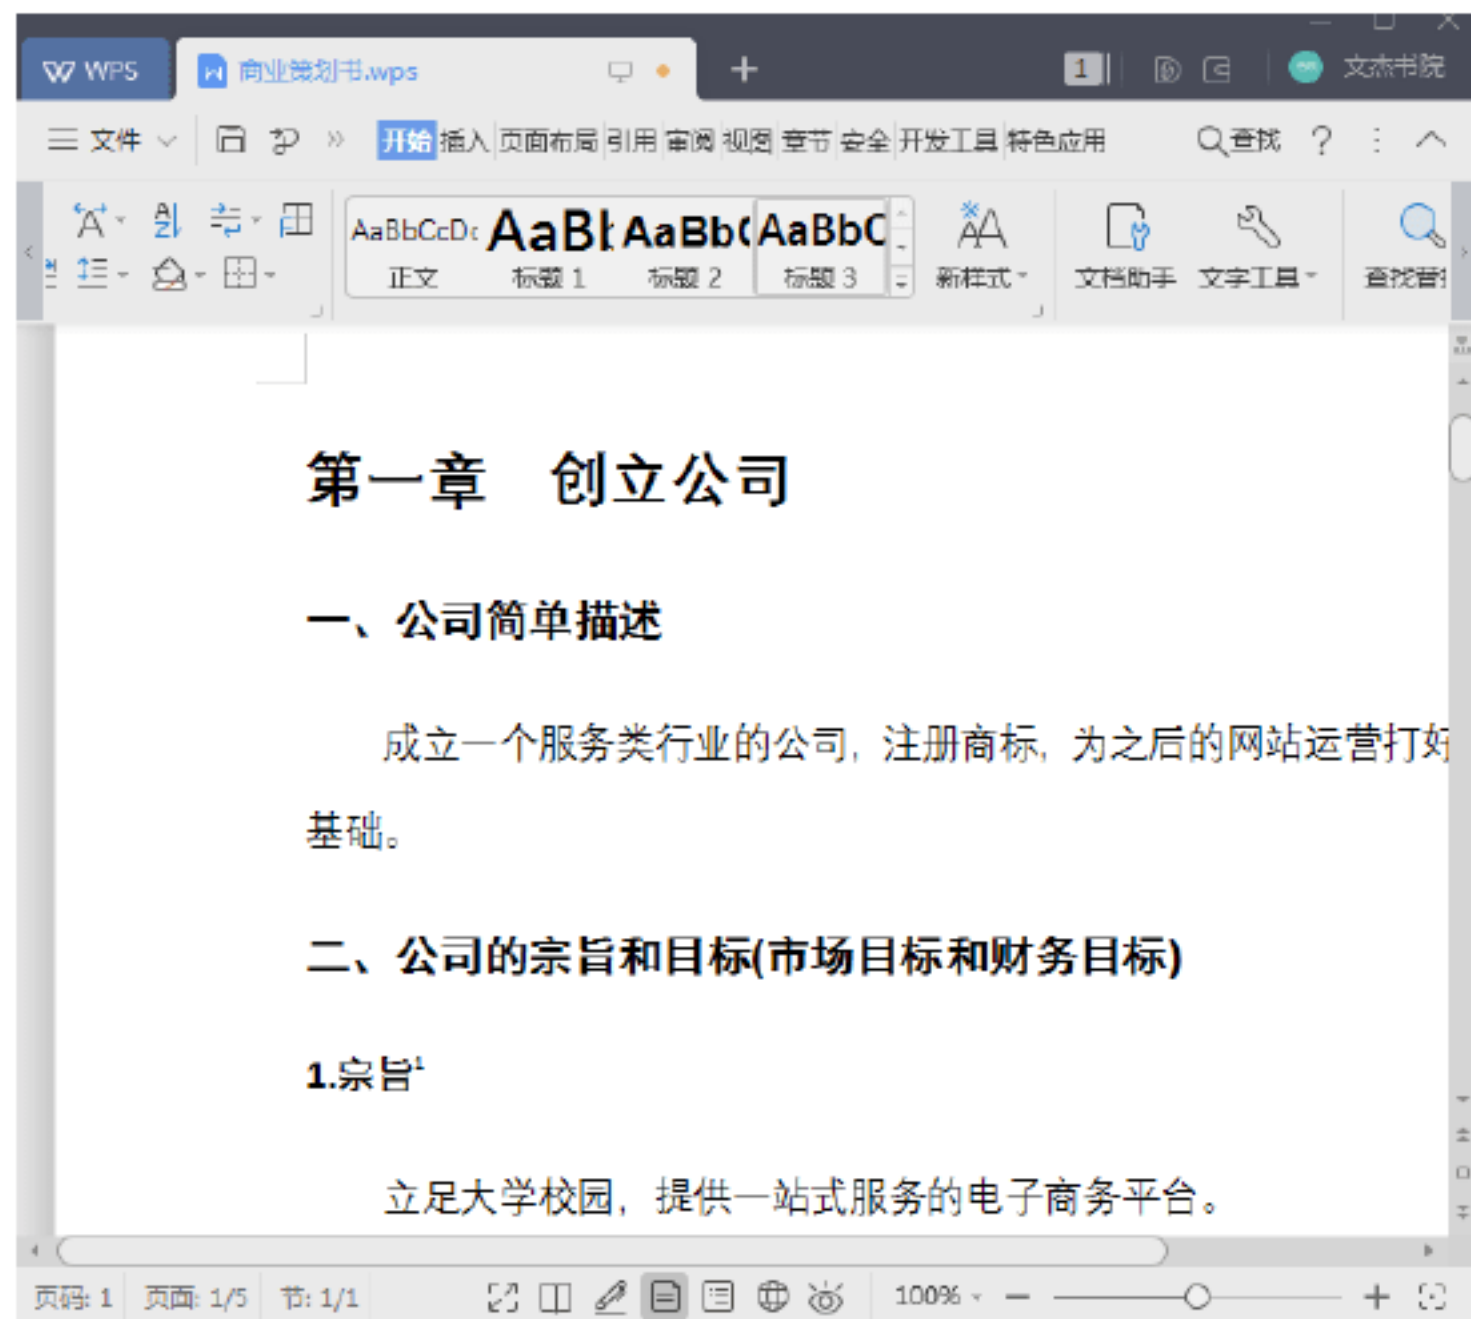 WPS 商业策划书.wps 1 文杰书院
文件 开始 插入 页面布局 引用 审阅 视图 章节 安全 开发工具 特色应用 查找 ?
AaBbCcDc AaBb AaBb( AaBbC
正文 标题 1 标题 2 标题 3 新样式 文档助手 文字工具 查找替
第一章 创立公司
一、公司简单描述
成立一个服务类行业的公司，注册商标，为之后的网站运营打好
基础。
二、公司的宗旨和目标(市场目标和财务目标)
1.宗旨¹
立足大学校园，提供一站式服务的电子商务平台。
页码: 1 页面: 1/5 节: 1/1 100%